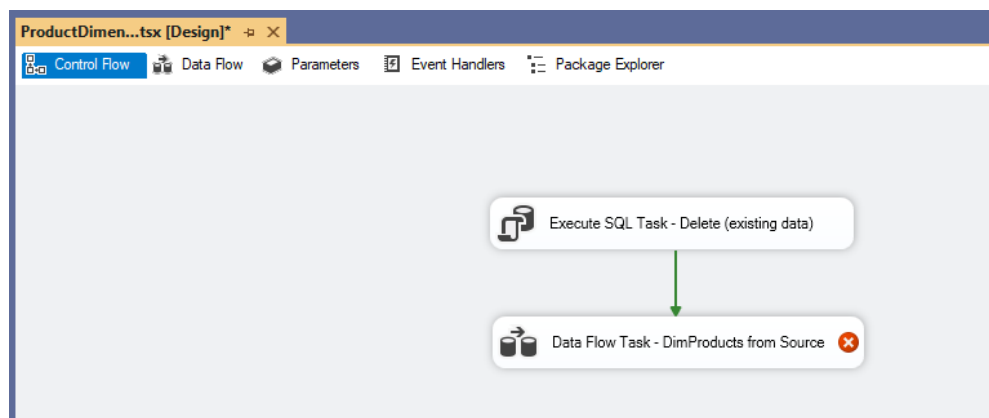 ProductDimen...tsx [Design]*
Control Flow Data Flow Parameters Event Handlers Package Explorer
Execute SQL Task - Delete (existing data)
Data Flow Task - DimProducts from Source